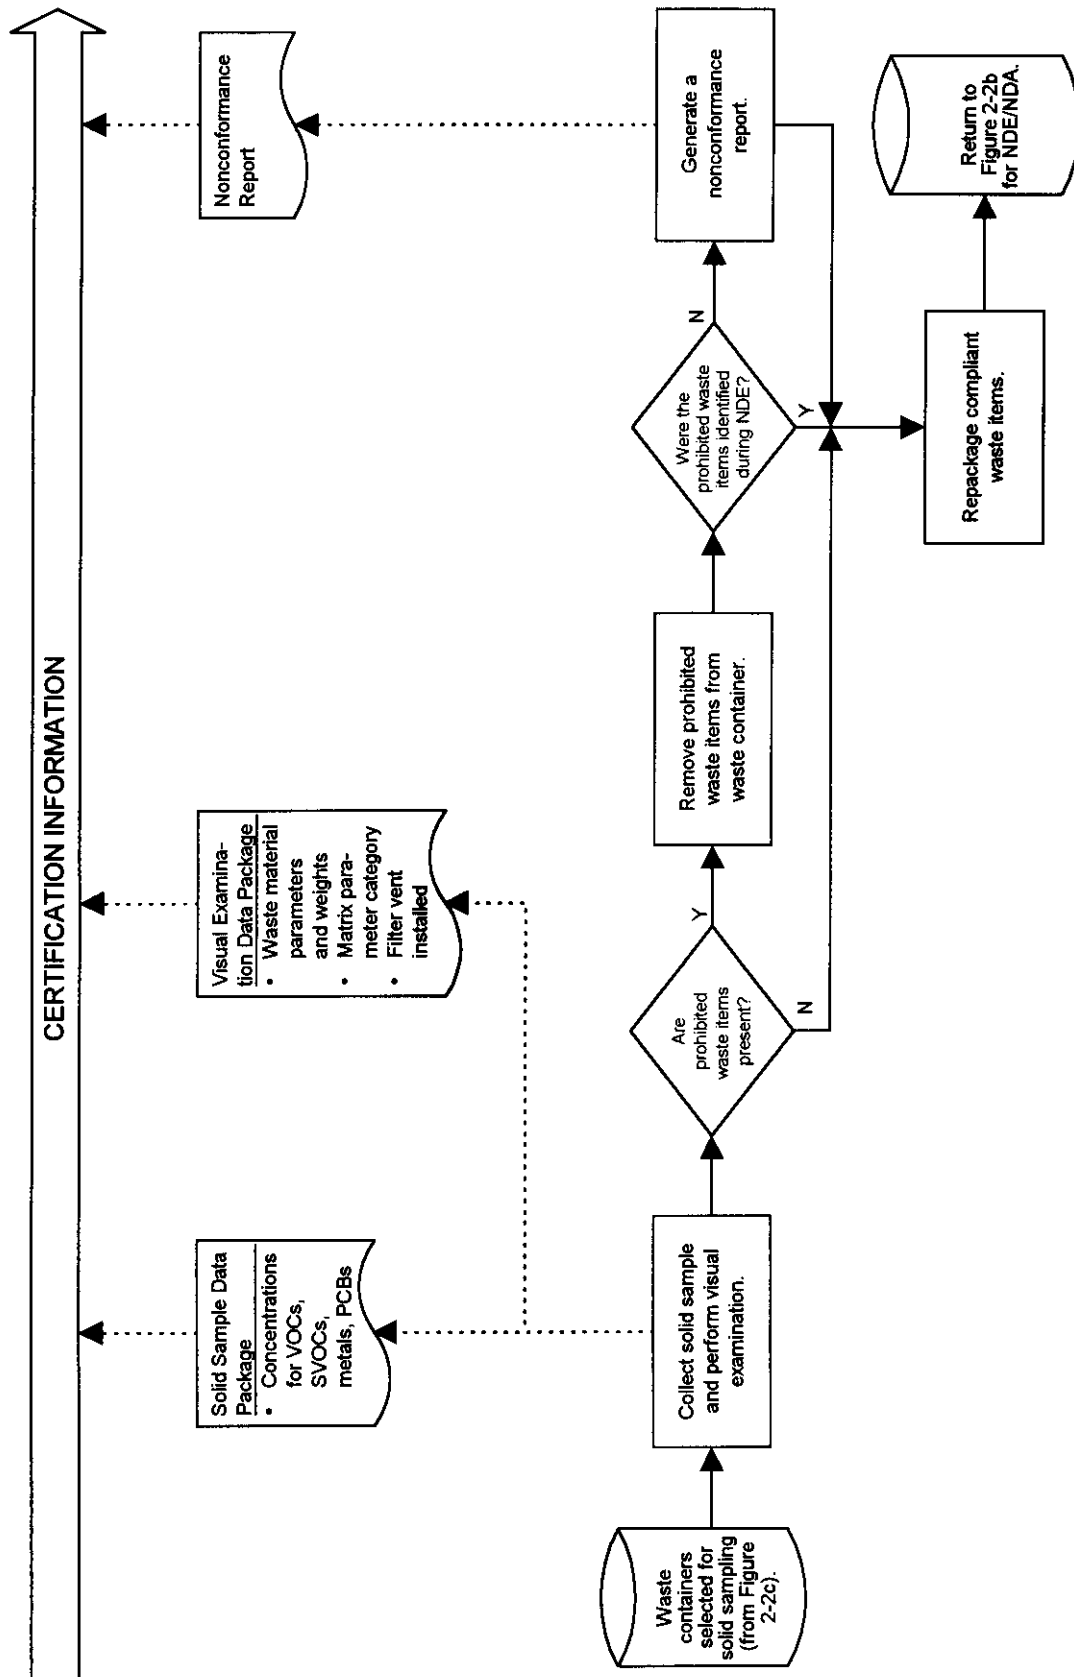 CERTIFICATION INFORMATION
Solid Sample Data
Package
• Concentrations
for VOCs,
SVOCs,
metals, PCBs
Visual Examina-
tion Data Package
• Waste material
parameters
and weights
• Matrix para-
meter category
• Filter vent
installed
Nonconformance
Report
Waste
containers
selected for
solid sampling
(from Figure
2-2c).
Collect solid sample
and perform visual
examination.
Are
prohibited
waste items
present?
Y
N
Remove prohibited
waste items from
waste container.
Were the
prohibited waste
items identified
during NDE?
N
Y
Generate a
nonconformance
report.
Repackage compliant
waste items.
Return to
Figure 2-2b
for NDE/NDA.